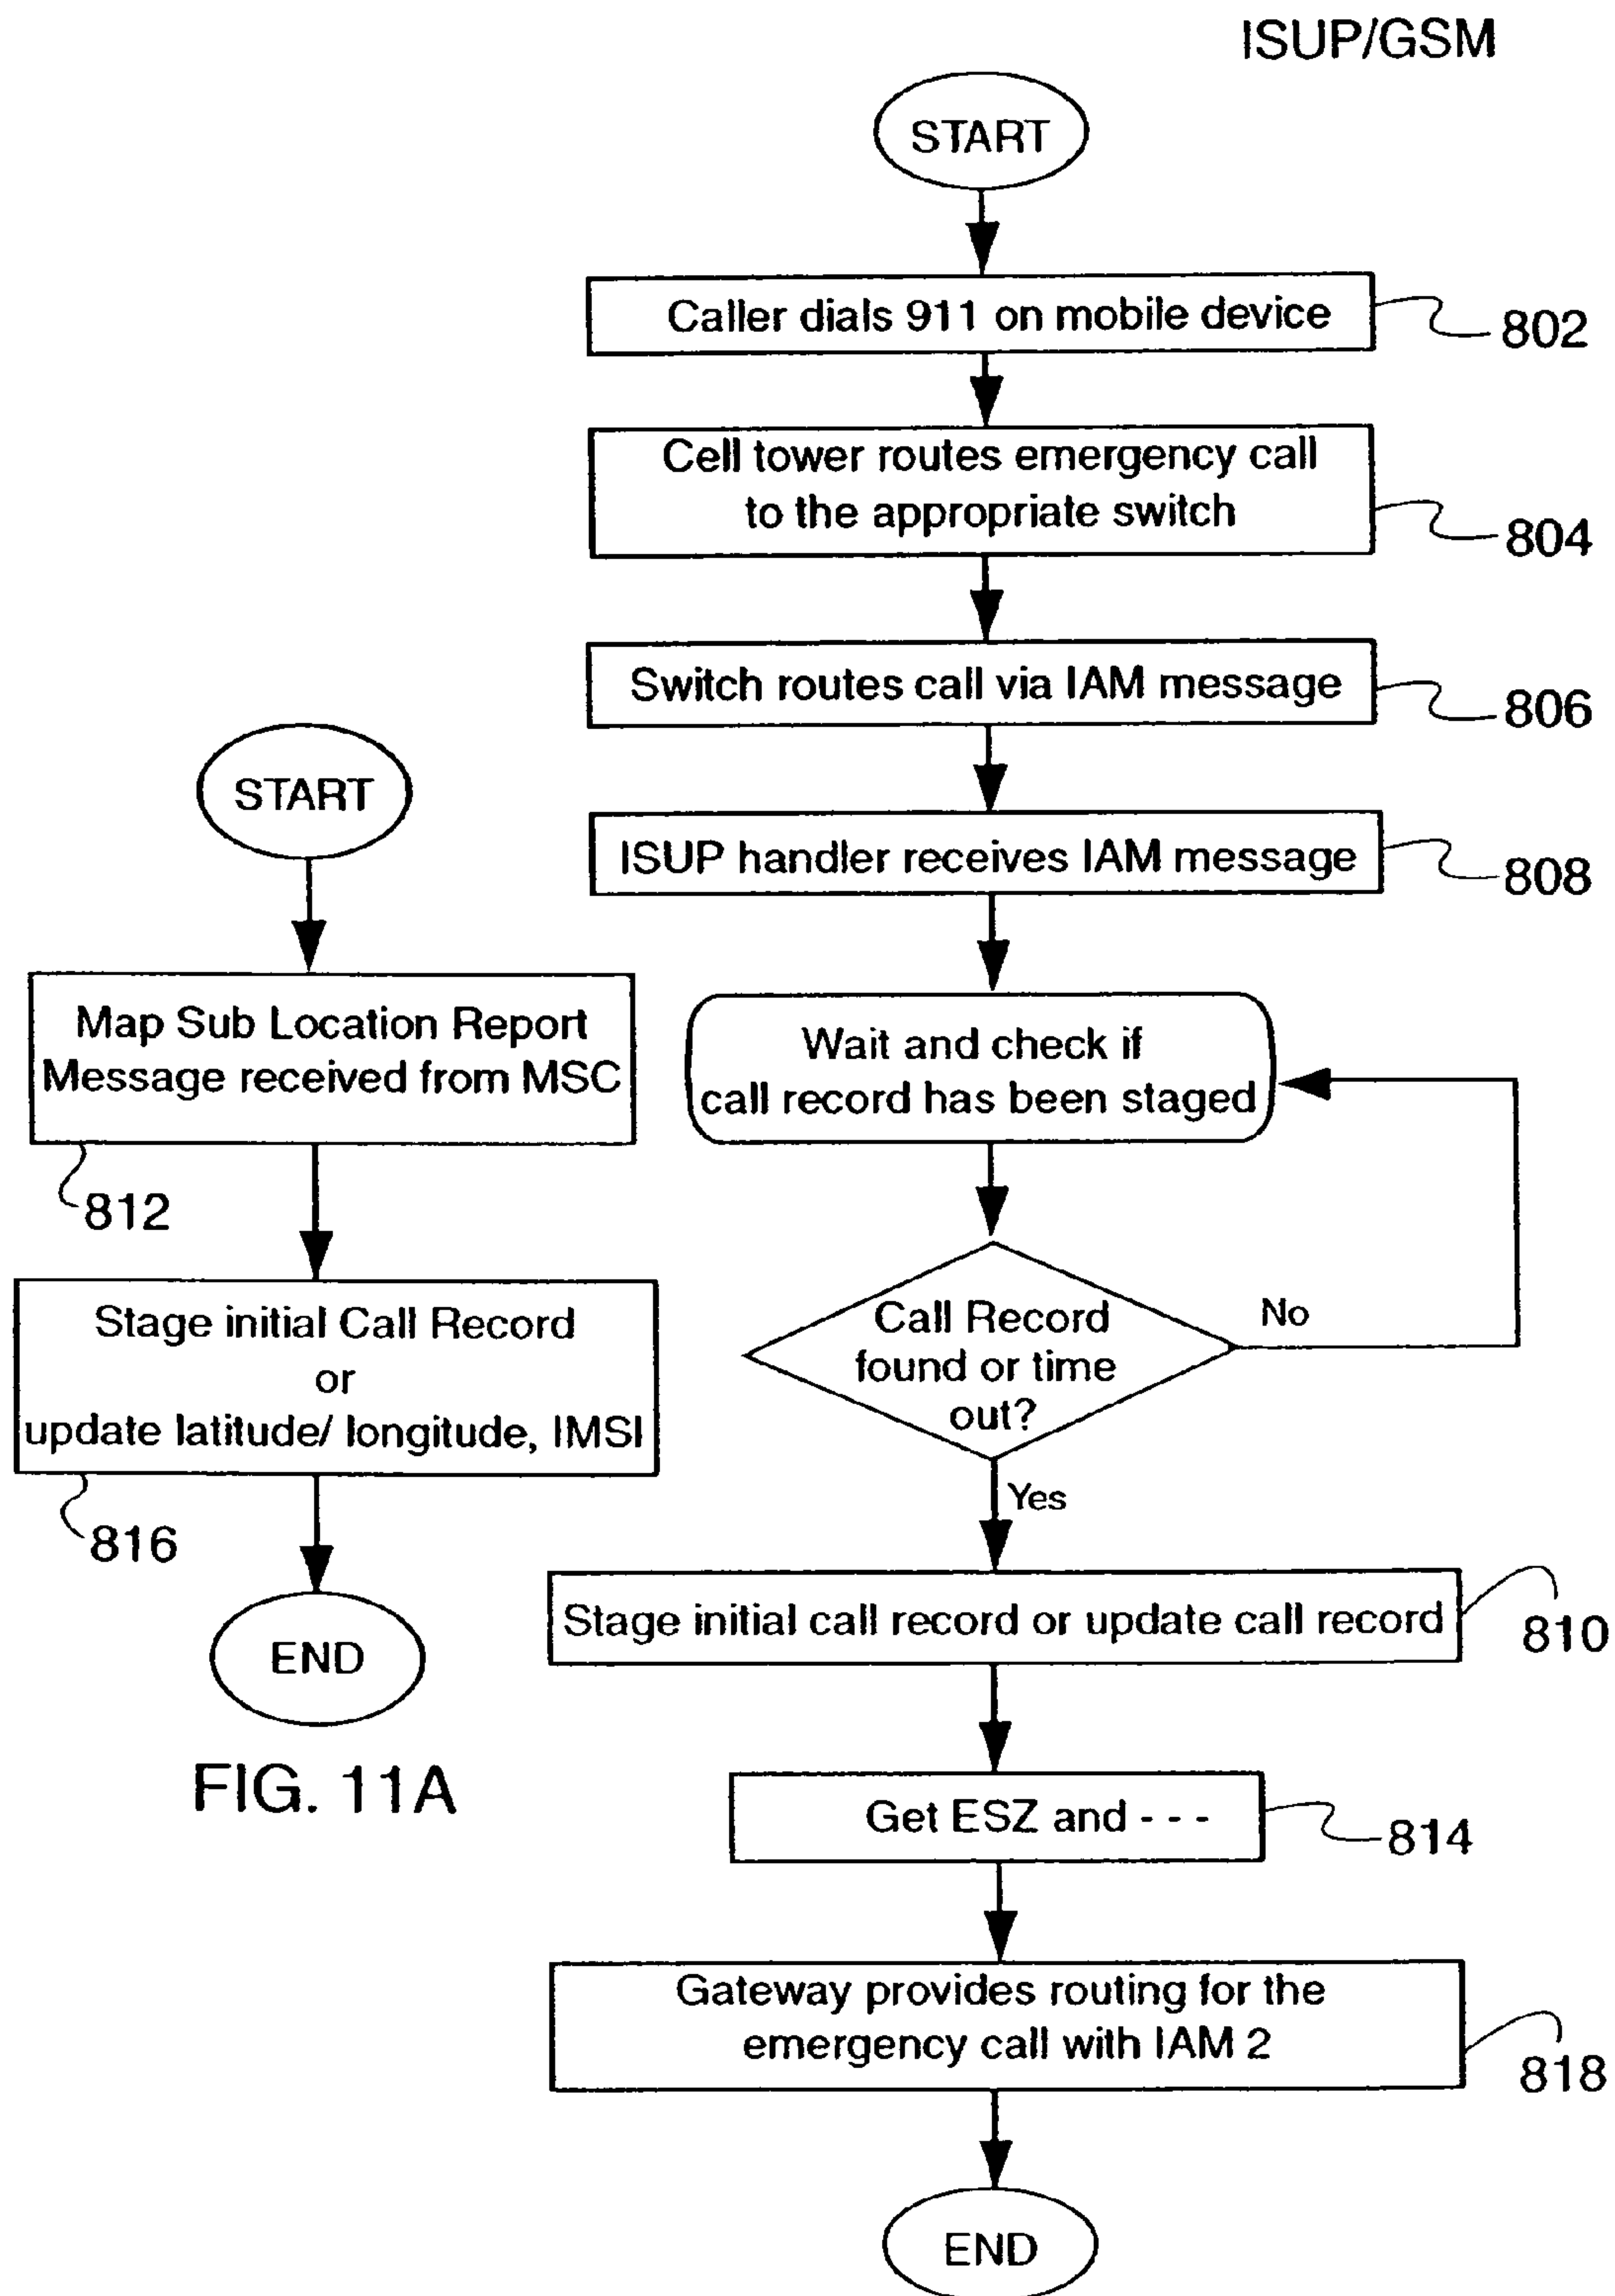 ISUP/GSM
START
Caller dials 911 on mobile device
802
Cell tower routes emergency call
to the appropriate switch
804
Switch routes call via IAM message
806
ISUP handler receives IAM message
808
Wait and check if
call record has been staged
Call Record
found or time
out?
No
Yes
Stage initial call record or update call record
810
Get ESZ and - - -
814
Gateway provides routing for the
emergency call with IAM 2
818
END
START
Map Sub Location Report
Message received from MSC
812
Stage initial Call Record
or
update latitude/ longitude, IMSI
816
END
FIG. 11A